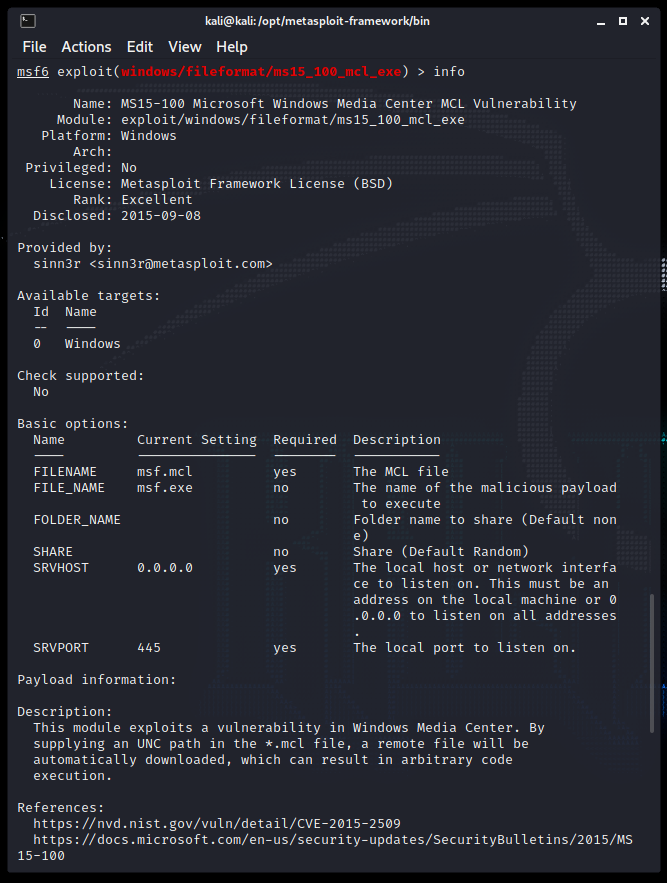 kali@kali: /opt/metasploit-framework/bin
File Actions Edit View Help
msf6 exploit(windows/fileformat/ms15_100_mcl_exe) > info
Name: MS15-100 Microsoft Windows Media Center MCL Vulnerability
Module: exploit/windows/fileformat/ms15_100_mcl_exe
Platform: Windows
Arch:
Privileged: No
License: Metasploit Framework License (BSD)
Rank: Excellent
Disclosed: 2015-09-08
Provided by:
sinn3r <sinn3r@metasploit.com>
Available targets:
Id  Name
--  ----
0   Windows
Check supported:
No
Basic options:
Name         Current Setting  Required  Description
----         ---------------  --------  -----------
FILENAME     msf.mcl          yes       The MCL file
FILE_NAME    msf.exe          no        The name of the malicious payload
to execute
FOLDER_NAME                   no        Folder name to share (Default non
e)
SHARE                         no        Share (Default Random)
SRVHOST      0.0.0.0          yes       The local host or network interfa
ce to listen on. This must be an
address on the local machine or 0
.0.0.0 to listen on all addresses
.
SRVPORT      445              yes       The local port to listen on.
Payload information:
Description:
This module exploits a vulnerability in Windows Media Center. By
supplying an UNC path in the *.mcl file, a remote file will be
automatically downloaded, which can result in arbitrary code
execution.
References:
https://nvd.nist.gov/vuln/detail/CVE-2015-2509
https://docs.microsoft.com/en-us/security-updates/SecurityBulletins/2015/MS
15-100